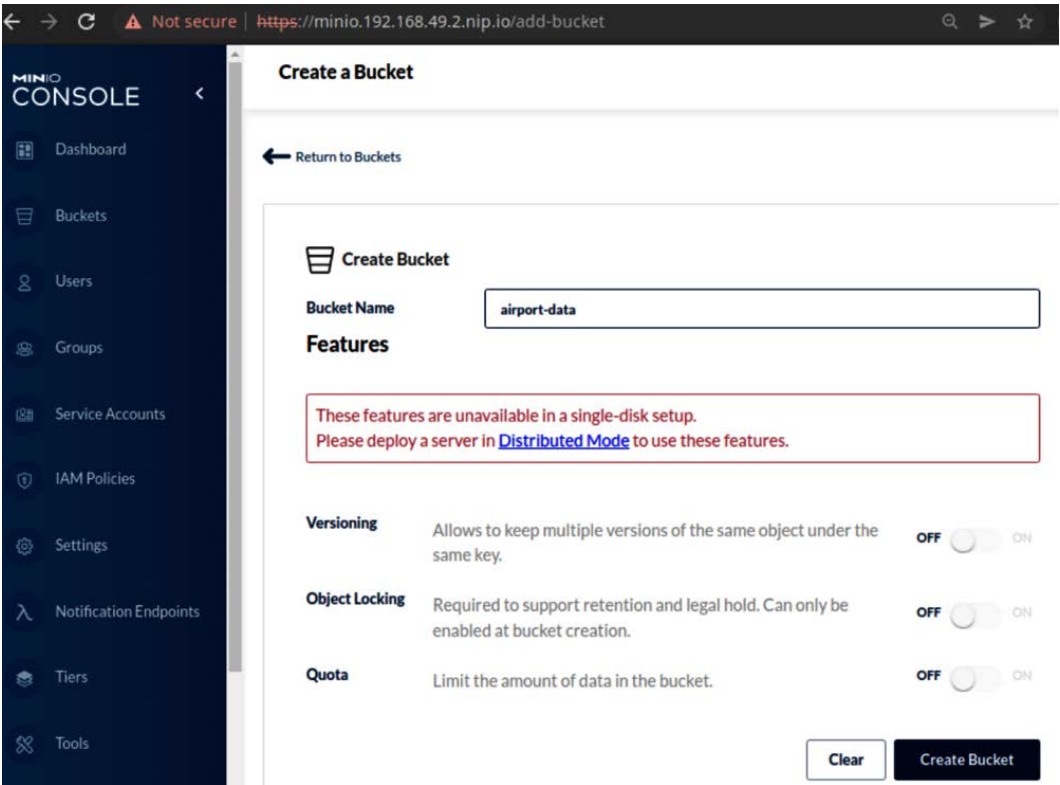 Not secure | https://minio.192.168.49.2.nip.io/add-bucket
MINIO
CONSOLE
Dashboard
Buckets
Users
Groups
Service Accounts
IAM Policies
Settings
Notification Endpoints
Tiers
Tools
Create a Bucket
Return to Buckets
Create Bucket
Bucket Name
airport-data
Features
These features are unavailable in a single-disk setup.
Please deploy a server in Distributed Mode to use these features.
Versioning
Allows to keep multiple versions of the same object under the
same key.
OFF ON
Object Locking
Required to support retention and legal hold. Can only be
enabled at bucket creation.
OFF ON
Quota
Limit the amount of data in the bucket.
OFF ON
Clear
Create Bucket